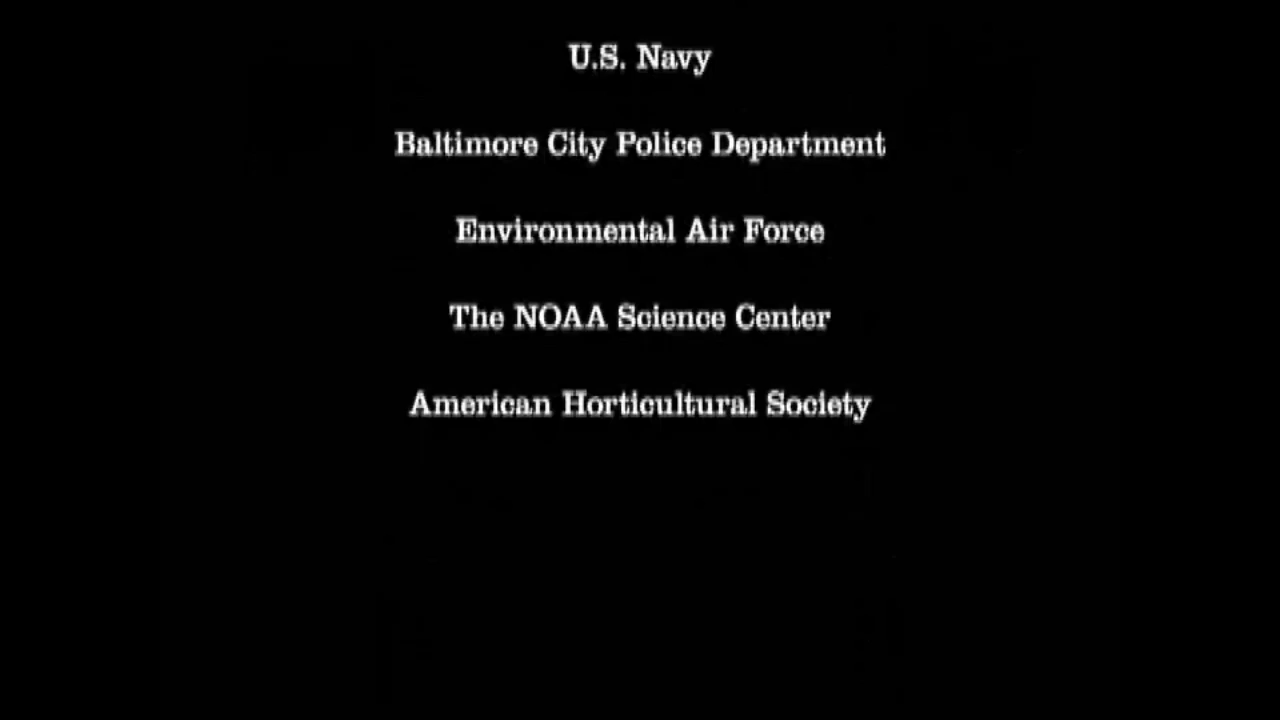 U.S. Navy
Baltimore City Police Department
Environmental Air Force
The NOAA Science Center
American Horticultural Society